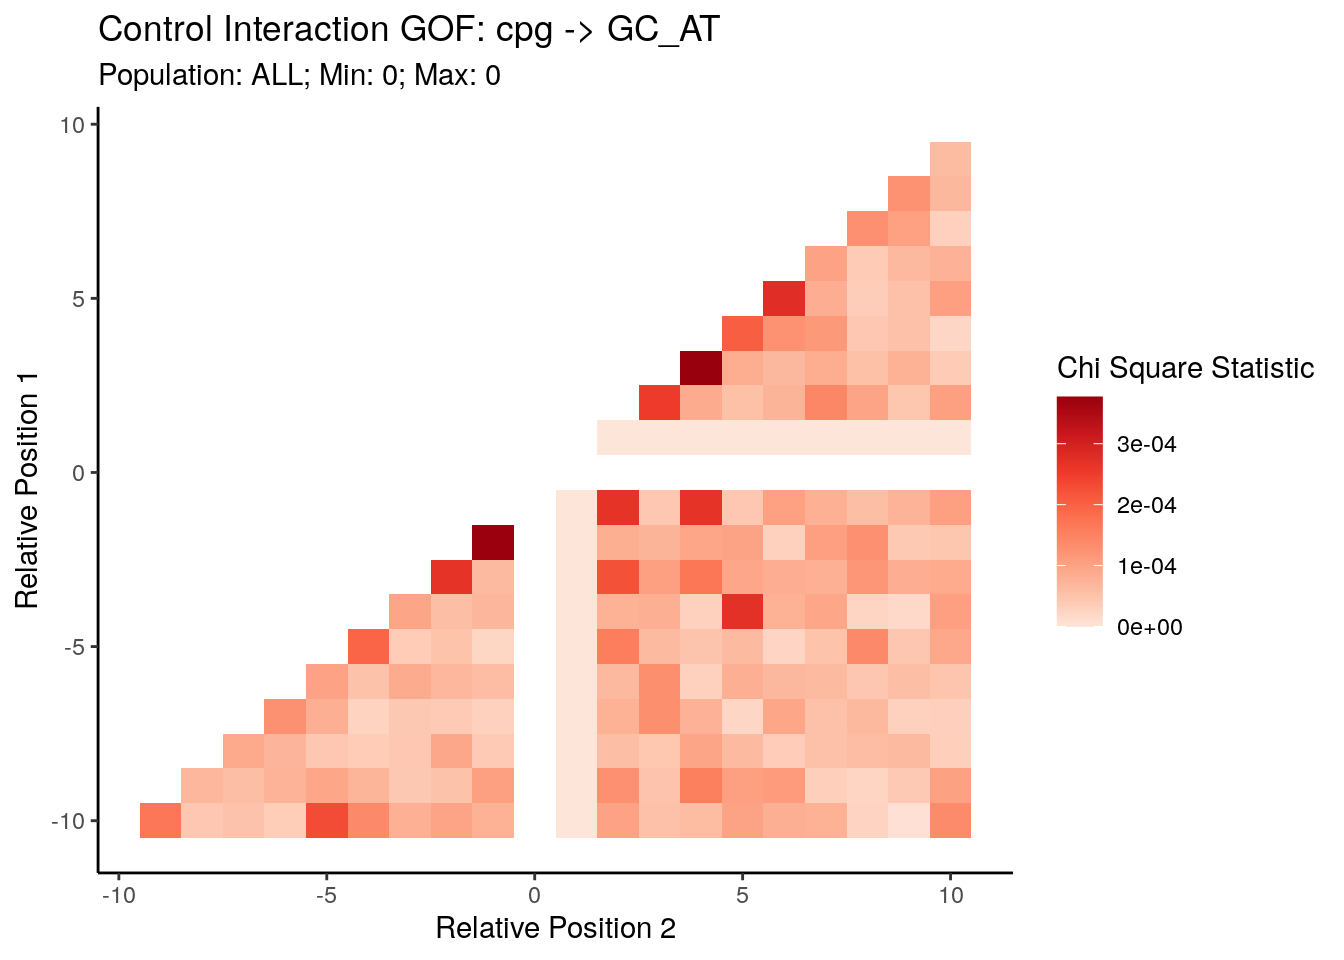 Control Interaction GOF: cpg -> GC_AT
Population: ALL; Min: 0; Max: 0
10
5
0
-5
-10
Relative Position 1
-10 -5 0 5 10
Relative Position 2
Chi Square Statistic
3e-04
2e-04
1e-04
0e+00